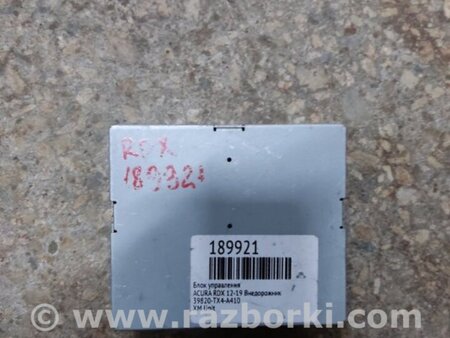 RDX
189321
189921
Блок управления
ACURA RDX 12-19 Внедорожник
39820-TX4-A410
XM Unit
www.razborki.com